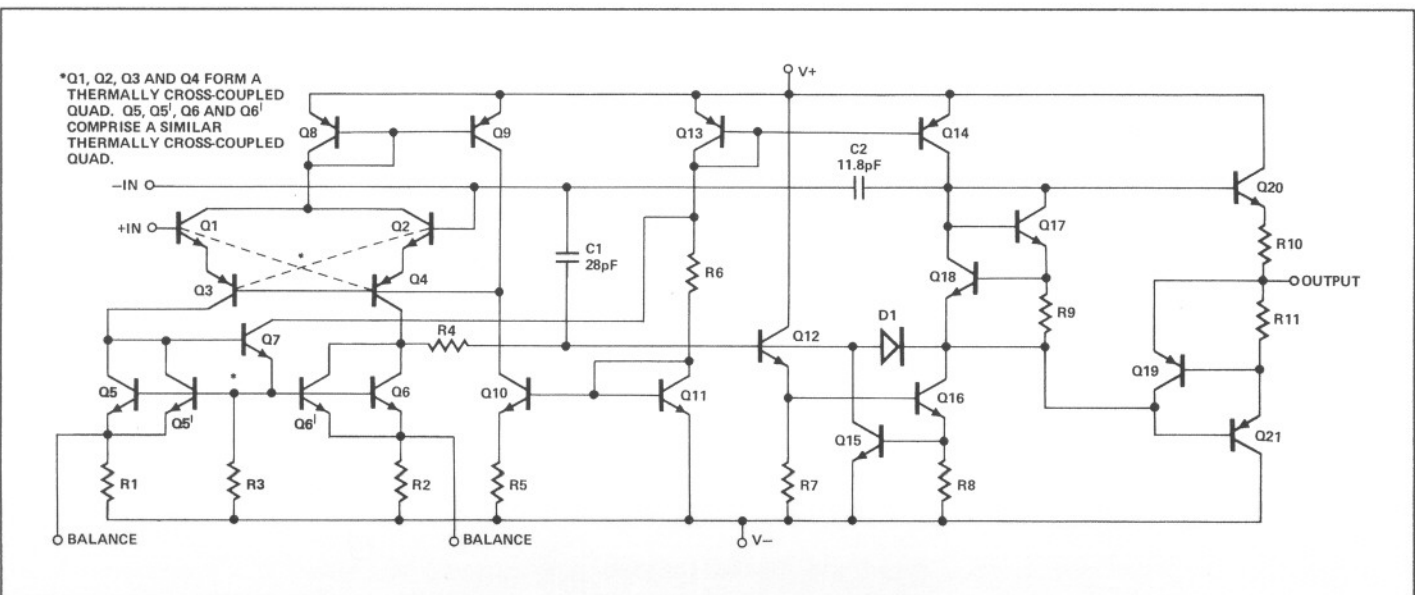 *Q1, Q2, Q3 AND Q4 FORM A
THERMALLY CROSS-COUPLED
QUAD. Q5, Q5', Q6 AND Q6'
COMPRISE A SIMILAR
THERMALLY CROSS-COUPLED
QUAD.
V+
Q8
Q9
Q13
Q14
C2
11.8pF
−IN
Q20
+IN
Q1
Q2
Q17
*
C1
28pF
R10
Q3
Q4
R6
Q18
OUTPUT
Q7
R4
Q12
D1
R9
R11
*
Q19
Q5
Q5'
Q6'
Q6
Q10
Q11
Q16
Q15
Q21
R1
R3
R2
R5
R7
R8
BALANCE
BALANCE
V−